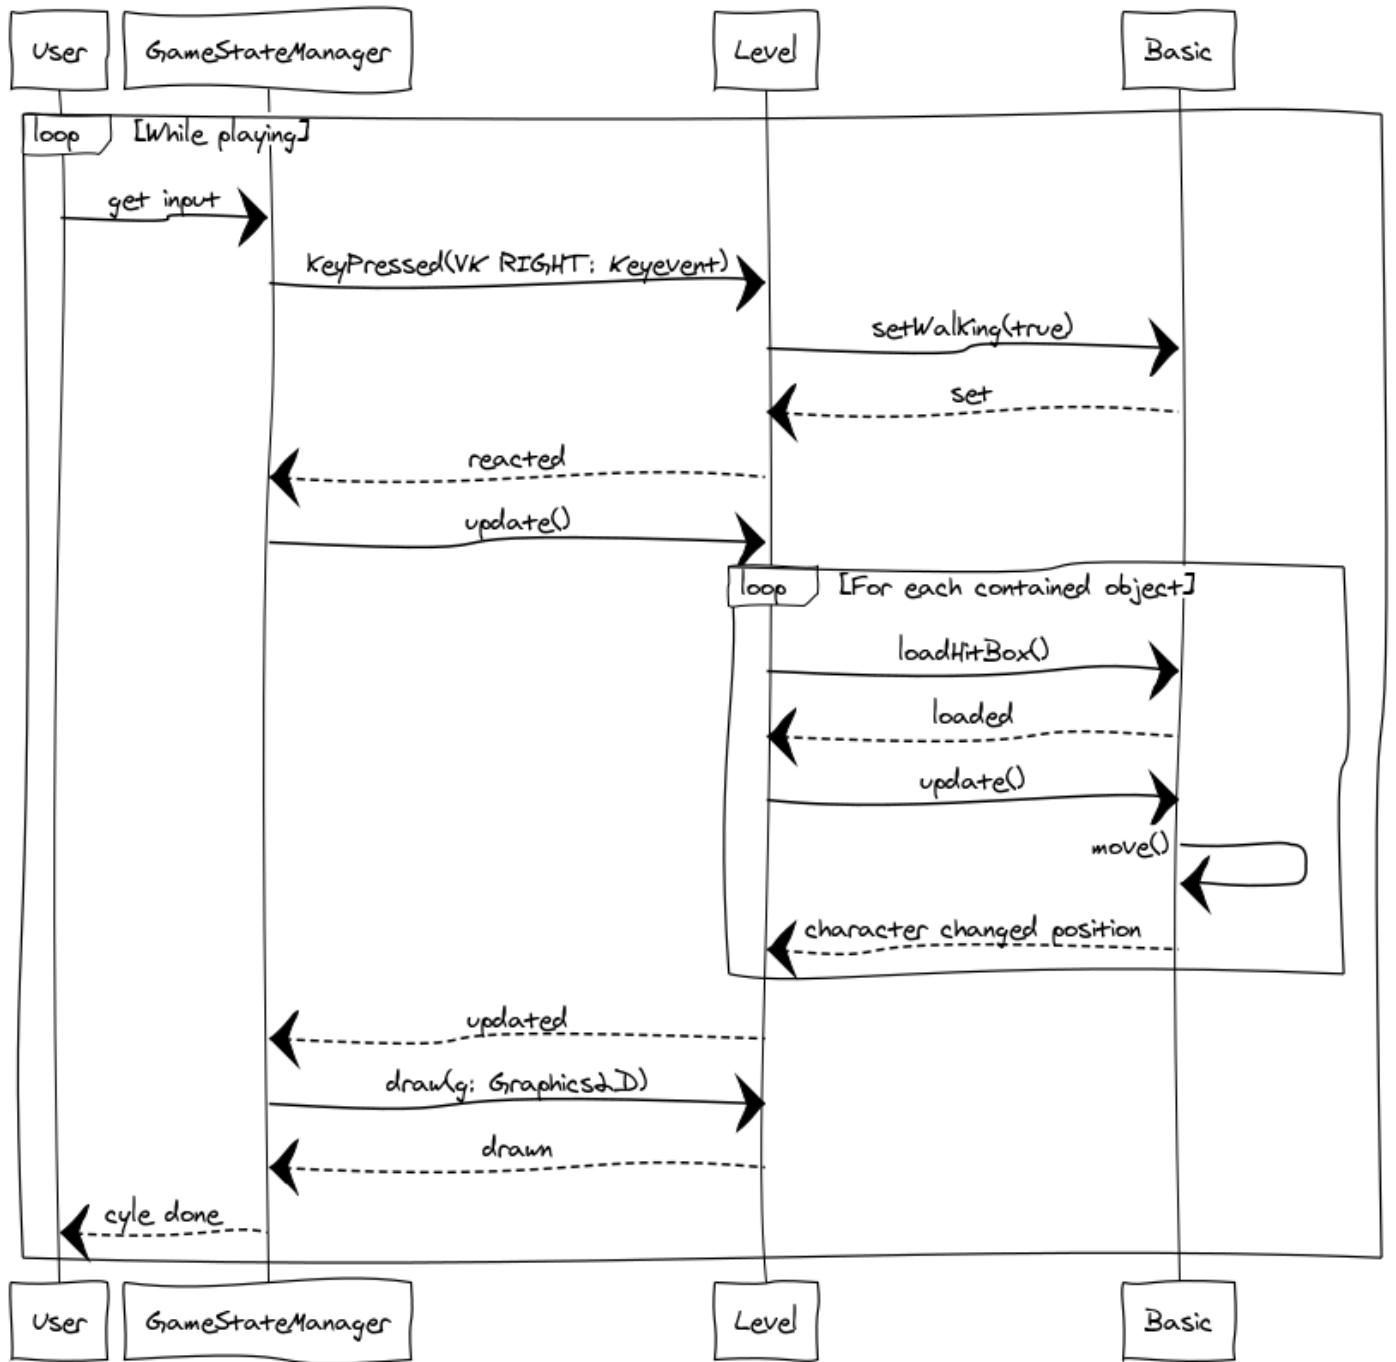 User GameStateManager Level Basic
loop [While playing]
get input
KeyPressed(VK RIGHT: Keyevent)
setWalking(true)
set
reacted
update()
loop [For each contained object]
loadHitBox()
loaded
update()
move()
character changed position
updated
draw(g: Graphics2D)
drawn
cyle done
User GameStateManager Level Basic